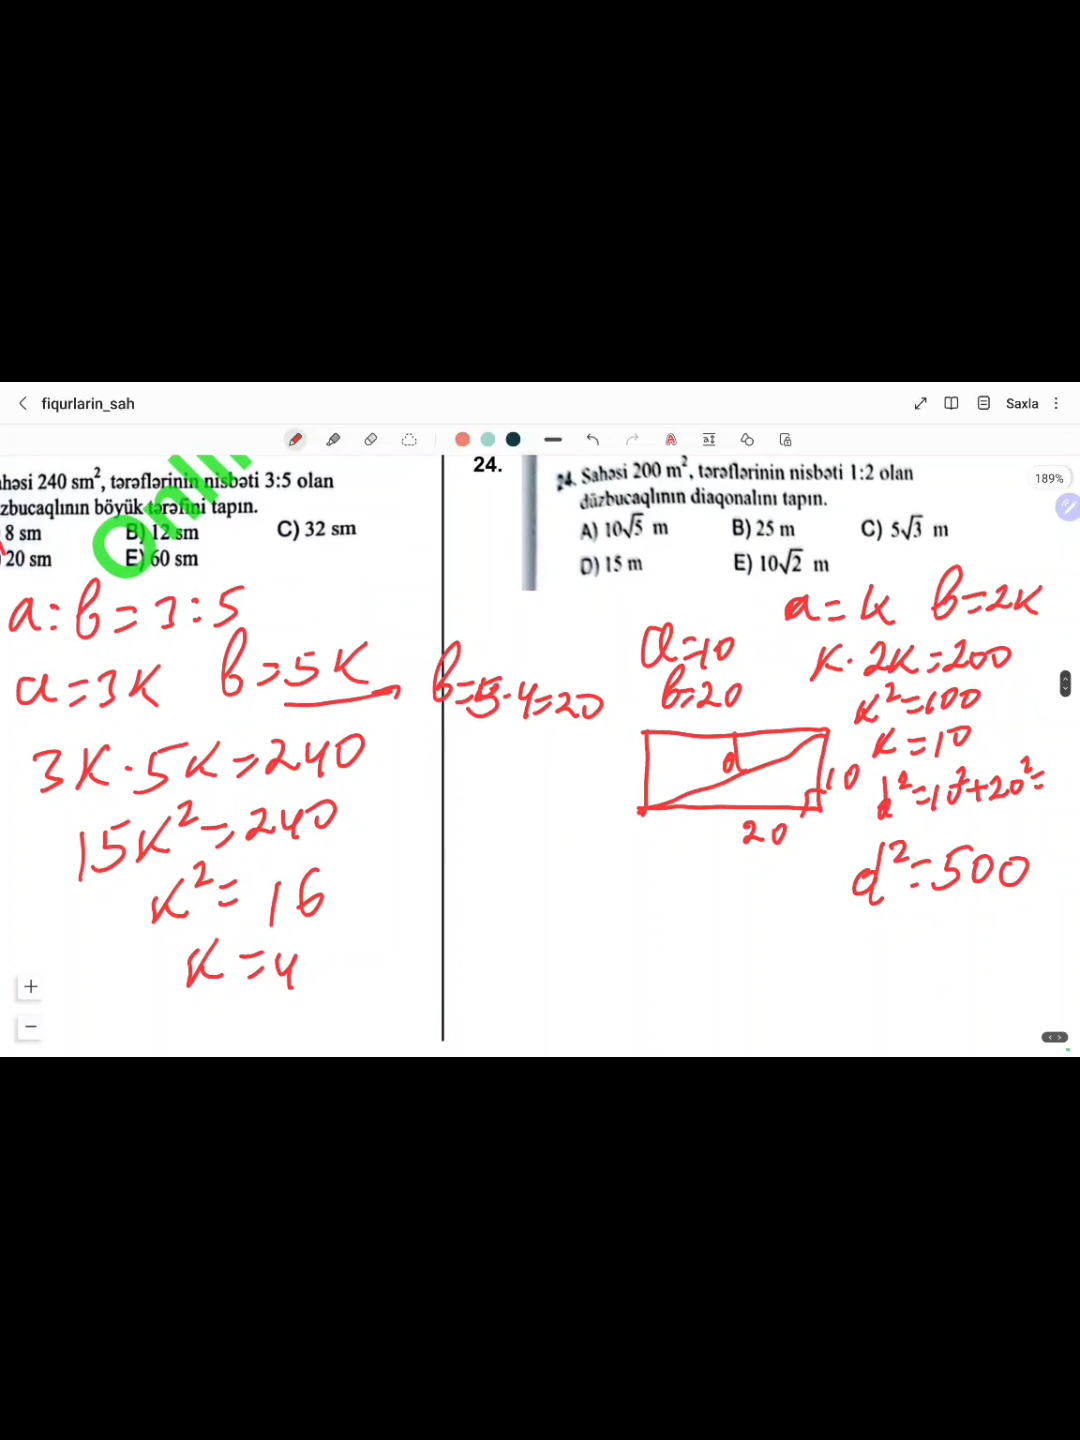 fiqurlarin_sah
Saxla
189%
həsi 240 sm², tərəflərinin nisbəti 3:5 olan
zbucaqlının böyük tərəfini tapın.
8 sm B) 12 sm C) 32 sm
20 sm E) 60 sm
Onli
a:b=3:5
a=3K b=5K b=5·4=20
3K·5K=240
15K²=240
K²=16
K=4
24.
24. Sahəsi 200 m², tərəflərinin nisbəti 1:2 olan
düzbucaqlının diaqonalını tapın.
A) 10√5 m B) 25 m C) 5√3 m
D) 15 m E) 10√2 m
a=K b=2K
K·2K=200
K²=100
K=10
a=10
b=20
d
10
20
d²=10²+20²=
d²=500